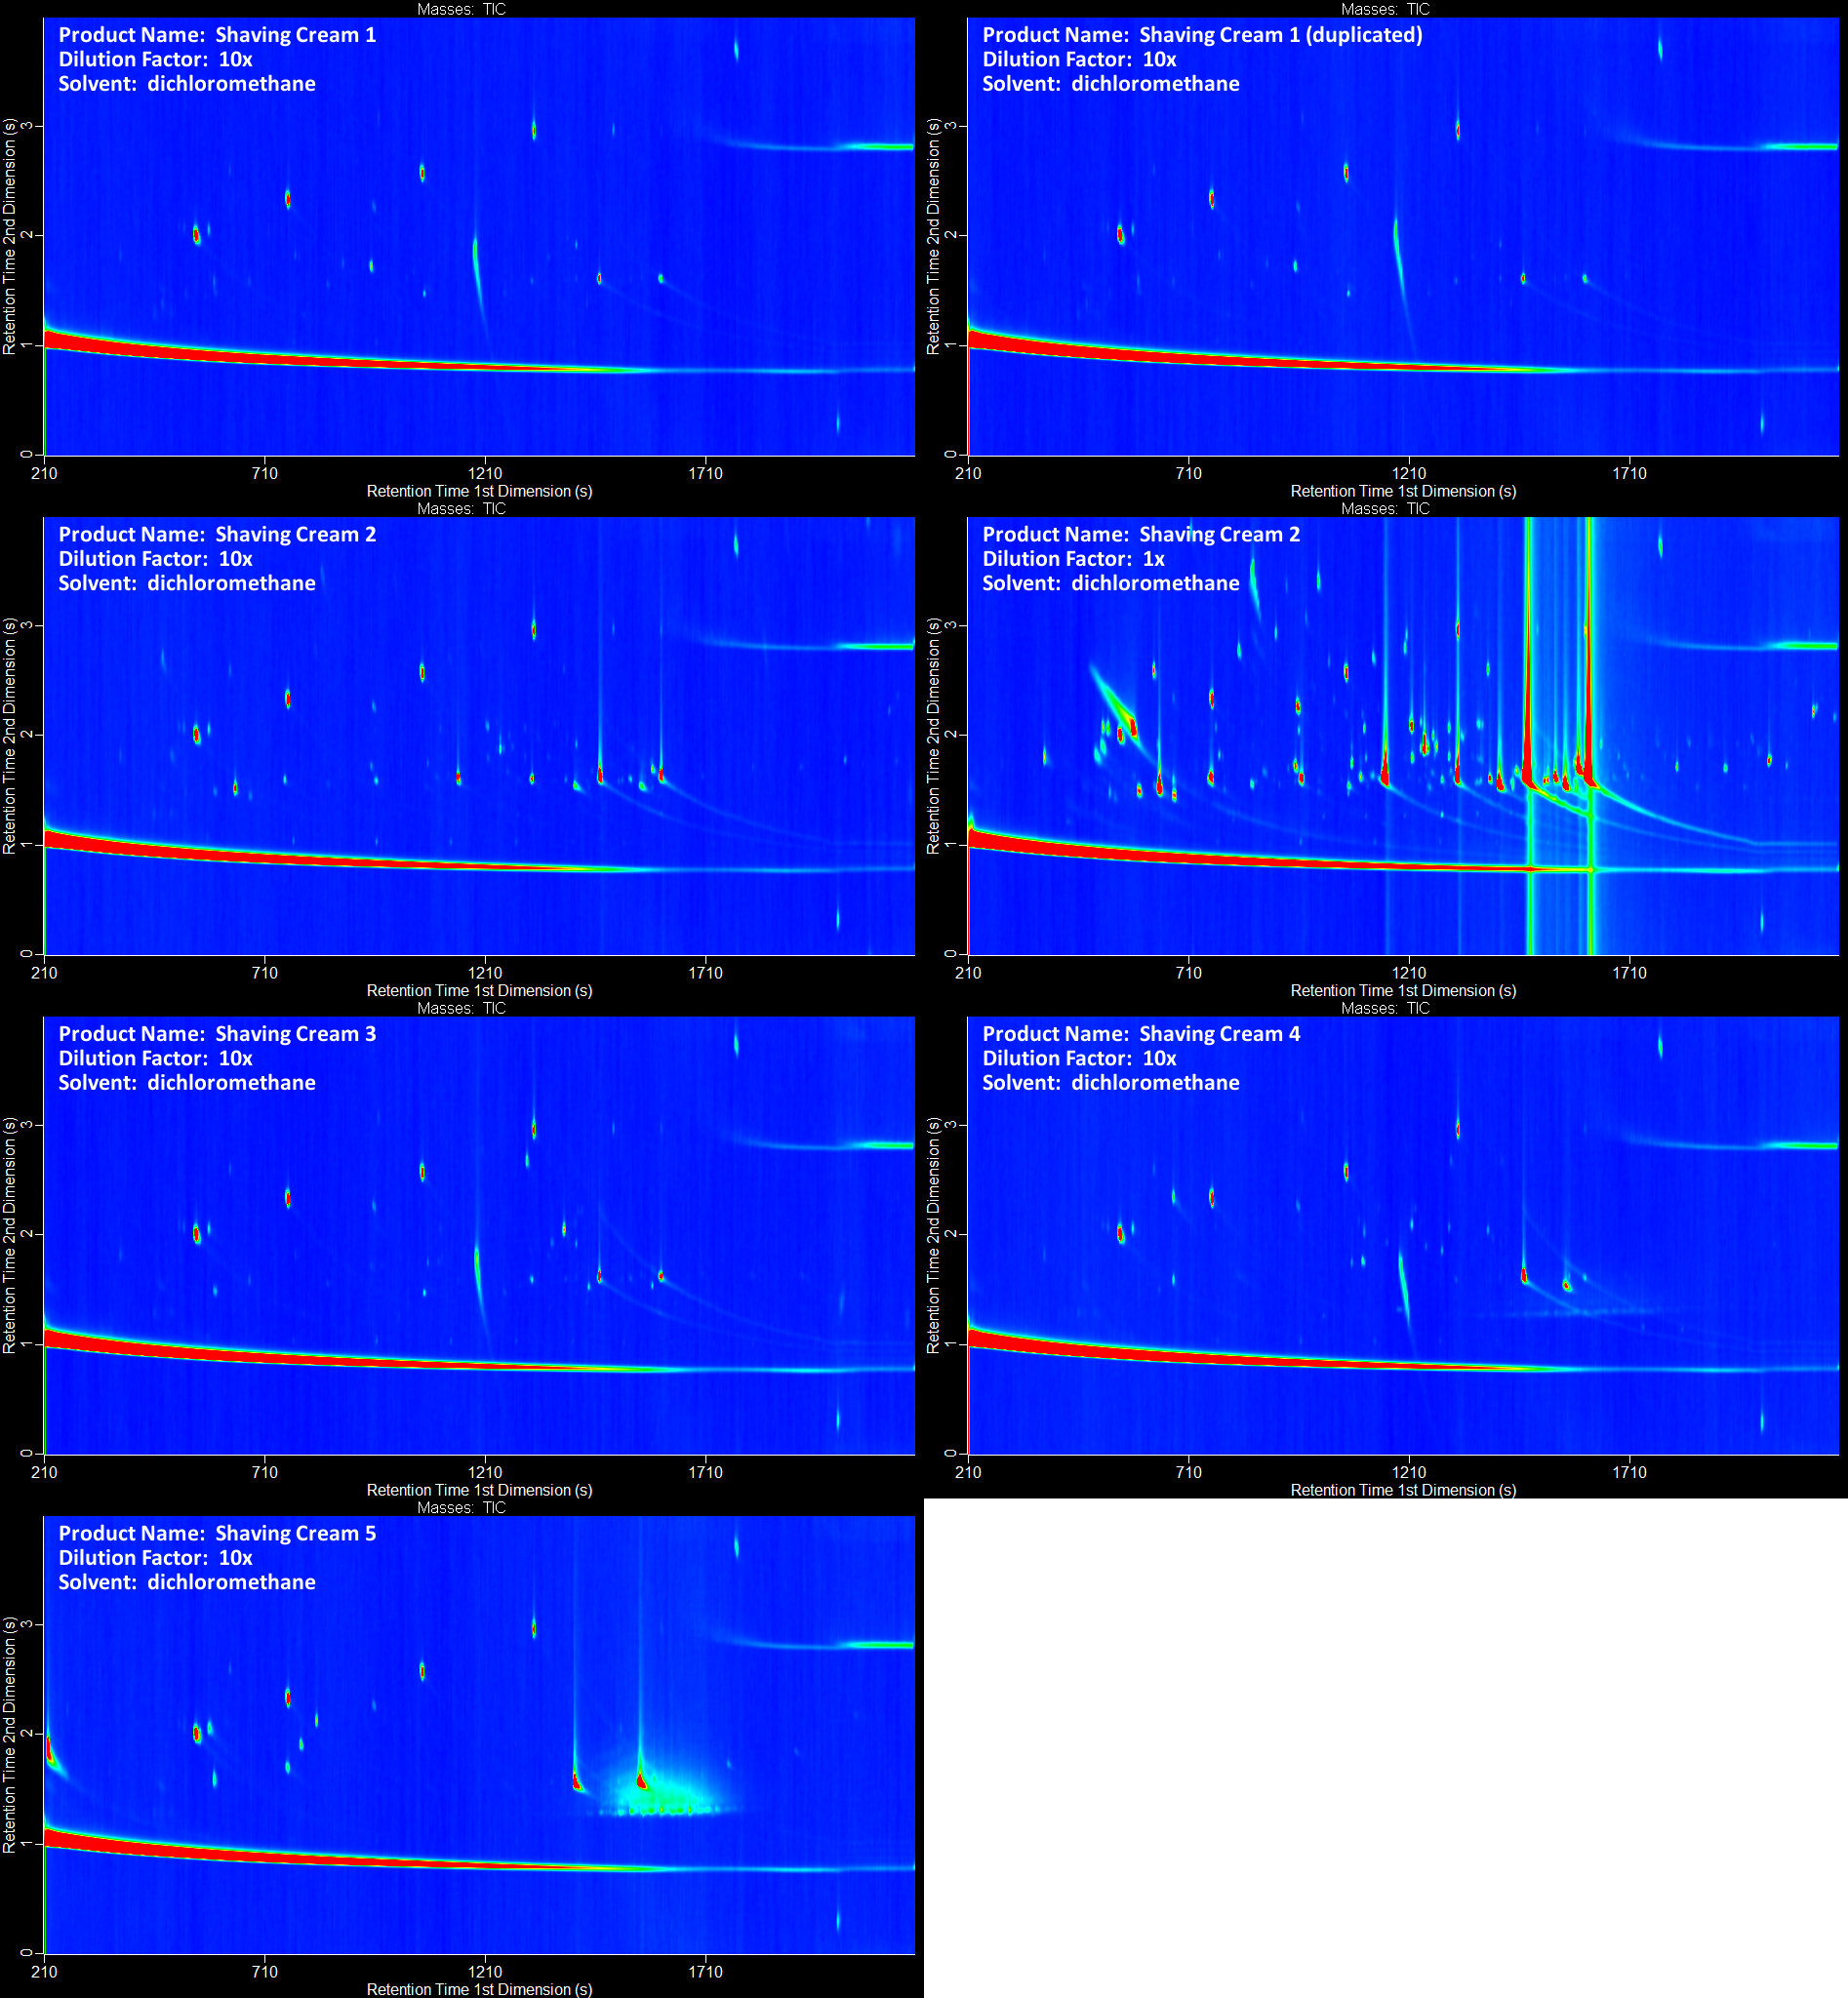 Masses: TIC
Product Name: Shaving Cream 1
Dilution Factor: 10x
Solvent: dichloromethane
Retention Time 2nd Dimension (s)
3
2
1
0
210 710 1210 1710
Retention Time 1st Dimension (s)
Masses: TIC
Product Name: Shaving Cream 1 (duplicated)
Dilution Factor: 10x
Solvent: dichloromethane
Retention Time 2nd Dimension (s)
3
2
1
0
210 710 1210 1710
Retention Time 1st Dimension (s)
Masses: TIC
Product Name: Shaving Cream 2
Dilution Factor: 10x
Solvent: dichloromethane
Retention Time 2nd Dimension (s)
3
2
1
0
210 710 1210 1710
Retention Time 1st Dimension (s)
Masses: TIC
Product Name: Shaving Cream 2
Dilution Factor: 1x
Solvent: dichloromethane
Retention Time 2nd Dimension (s)
3
2
1
0
210 710 1210 1710
Retention Time 1st Dimension (s)
Masses: TIC
Product Name: Shaving Cream 3
Dilution Factor: 10x
Solvent: dichloromethane
Retention Time 2nd Dimension (s)
3
2
1
0
210 710 1210 1710
Retention Time 1st Dimension (s)
Masses: TIC
Product Name: Shaving Cream 4
Dilution Factor: 10x
Solvent: dichloromethane
Retention Time 2nd Dimension (s)
3
2
1
0
210 710 1210 1710
Retention Time 1st Dimension (s)
Masses: TIC
Product Name: Shaving Cream 5
Dilution Factor: 10x
Solvent: dichloromethane
Retention Time 2nd Dimension (s)
3
2
1
0
210 710 1210 1710
Retention Time 1st Dimension (s)